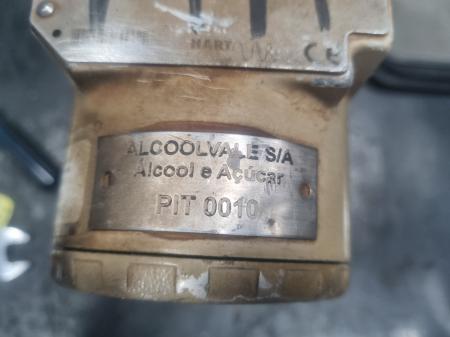 HART
CE
ALCOOLVALE S/A
Álcool e Açúcar
PIT 0010